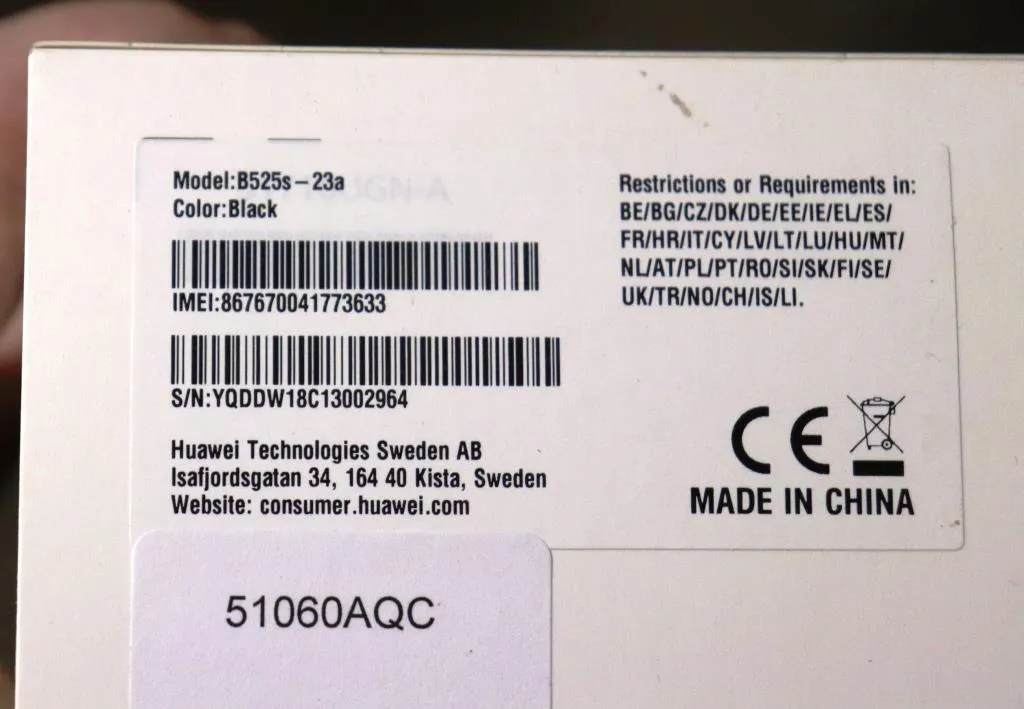 Model:B525s-23a
Color:Black
IMEI:867670041773633
S/N:YQDDW18C13002964
Huawei Technologies Sweden AB
Isafjordsgatan 34, 164 40 Kista, Sweden
Website: consumer.huawei.com
Restrictions or Requirements in:
BE/BG/CZ/DK/DE/EE/IE/EL/ES/
FR/HR/IT/CY/LV/LT/LU/HU/MT/
NL/AT/PL/PT/RO/SI/SK/FI/SE/
UK/TR/NO/CH/IS/LI.
CE
MADE IN CHINA
51060AQC